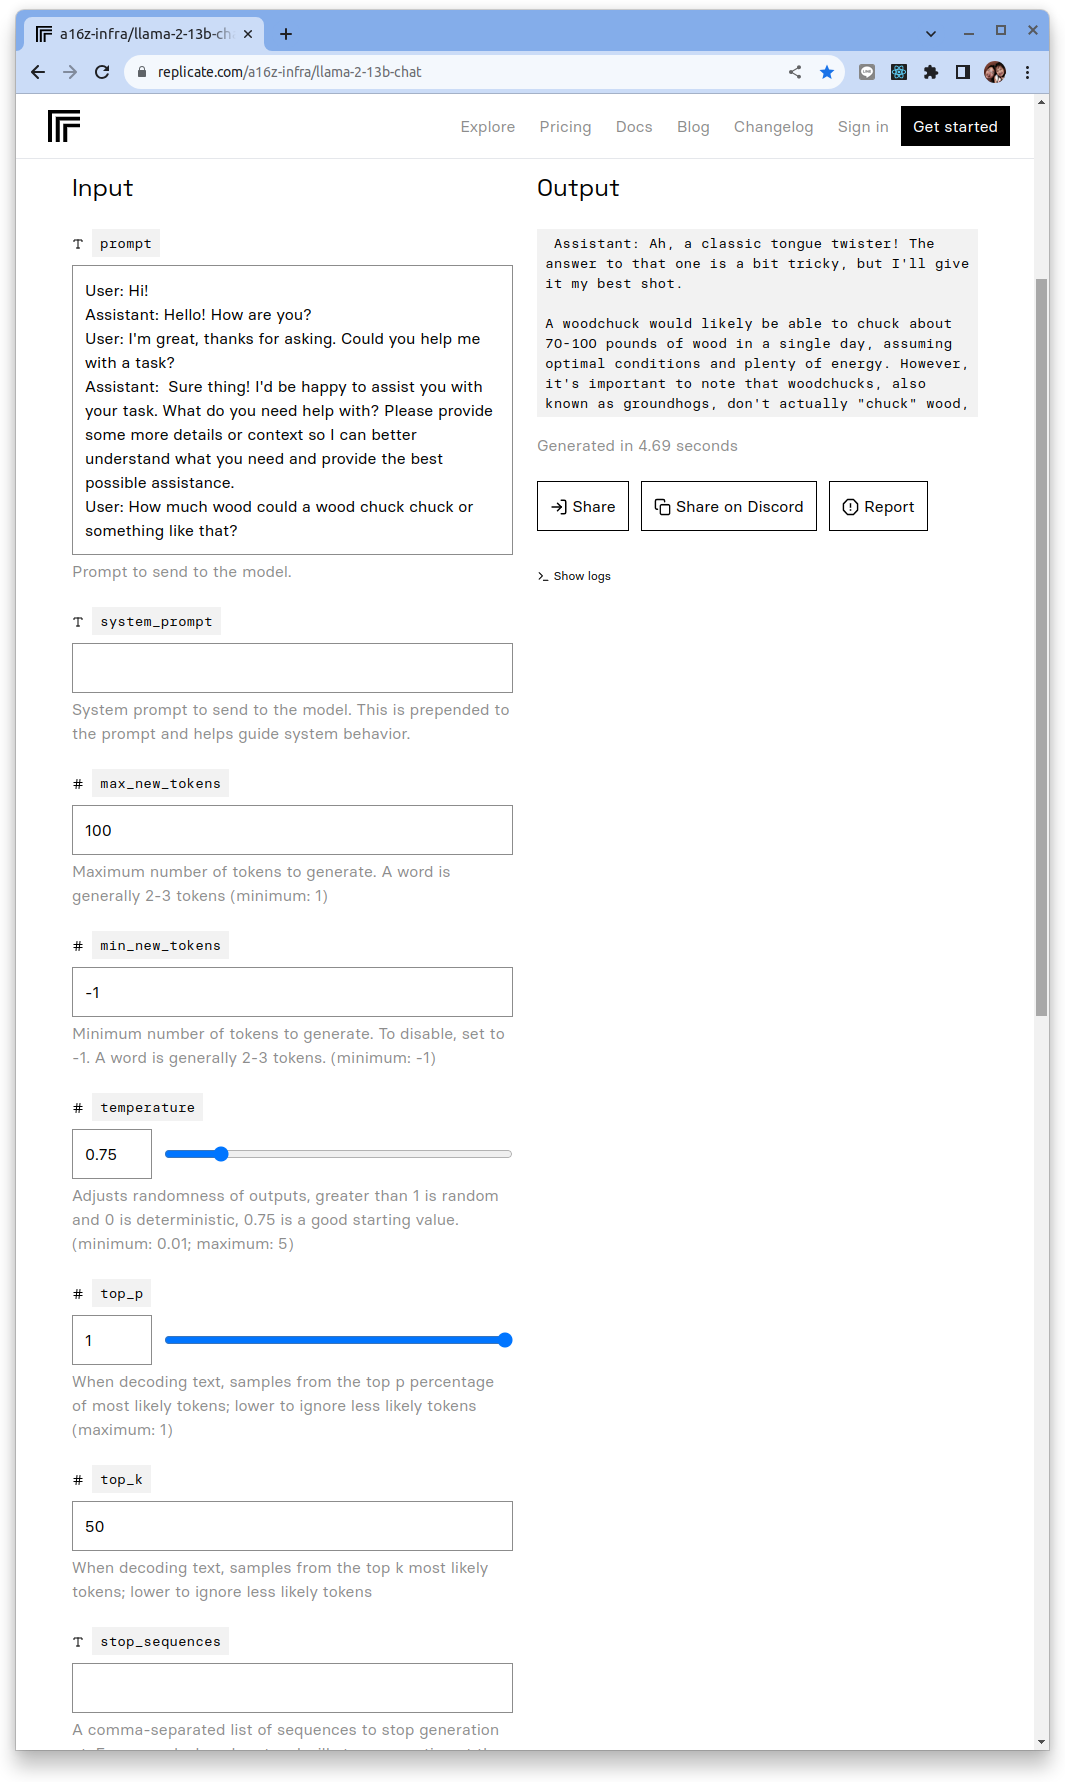 a16z-infra/llama-2-13b-cha
replicate.com/a16z-infra/llama-2-13b-chat
Explore Pricing Docs Blog Changelog Sign in Get started
Input
T prompt
User: Hi!
Assistant: Hello! How are you?
User: I'm great, thanks for asking. Could you help me
with a task?
Assistant:  Sure thing! I'd be happy to assist you with
your task. What do you need help with? Please provide
some more details or context so I can better
understand what you need and provide the best
possible assistance.
User: How much wood could a wood chuck chuck or
something like that?
Prompt to send to the model.
T system_prompt
System prompt to send to the model. This is prepended to
the prompt and helps guide system behavior.
# max_new_tokens
100
Maximum number of tokens to generate. A word is
generally 2-3 tokens (minimum: 1)
# min_new_tokens
-1
Minimum number of tokens to generate. To disable, set to
-1. A word is generally 2-3 tokens. (minimum: -1)
# temperature
0.75
Adjusts randomness of outputs, greater than 1 is random
and 0 is deterministic, 0.75 is a good starting value.
(minimum: 0.01; maximum: 5)
# top_p
1
When decoding text, samples from the top p percentage
of most likely tokens; lower to ignore less likely tokens
(maximum: 1)
# top_k
50
When decoding text, samples from the top k most likely
tokens; lower to ignore less likely tokens
T stop_sequences
A comma-separated list of sequences to stop generation
Output
Assistant: Ah, a classic tongue twister! The
answer to that one is a bit tricky, but I'll give
it my best shot.
A woodchuck would likely be able to chuck about
70-100 pounds of wood in a single day, assuming
optimal conditions and plenty of energy. However,
it's important to note that woodchucks, also
known as groundhogs, don't actually "chuck" wood,
Generated in 4.69 seconds
Share Share on Discord Report
>_ Show logs